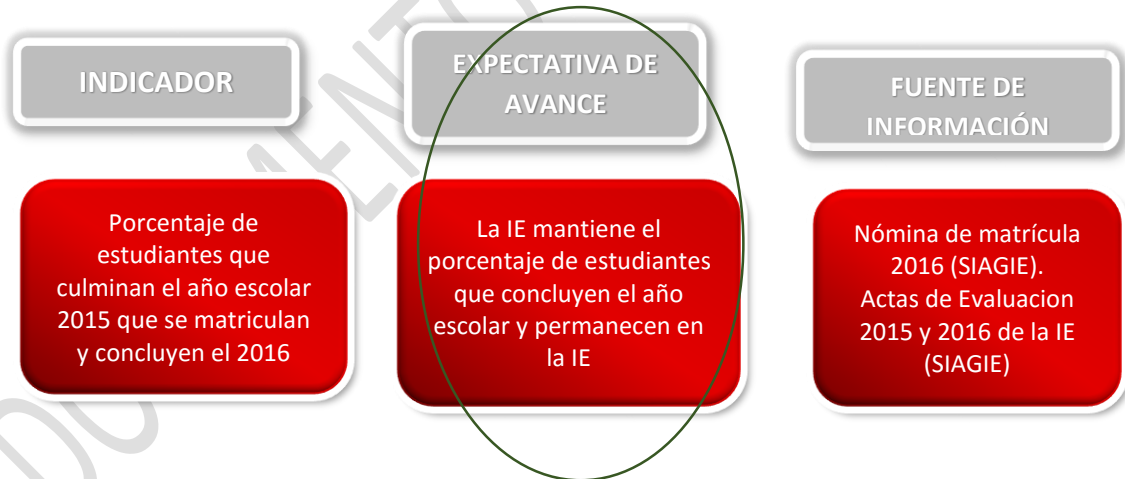 INDICADOR
EXPECTATIVA DE
AVANCE
FUENTE DE
INFORMACIÓN
Porcentaje de
estudiantes que
culminan el año escolar
2015 que se matriculan
y concluyen el 2016
La IE mantiene el
porcentaje de estudiantes
que concluyen el año
escolar y permanecen en
la IE
Nómina de matrícula
2016 (SIAGIE).
Actas de Evaluacion
2015 y 2016 de la IE
(SIAGIE)